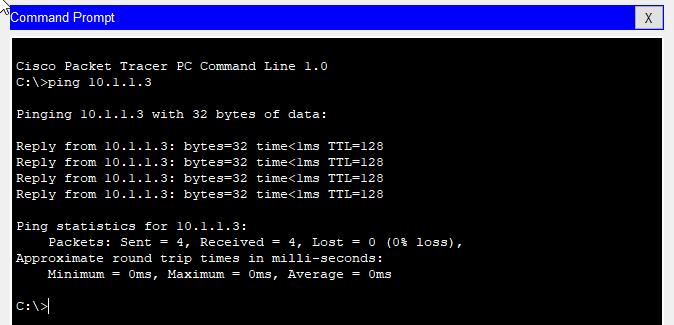 Command Prompt
X
Cisco Packet Tracer PC Command Line 1.0
C:\>ping 10.1.1.3
Pinging 10.1.1.3 with 32 bytes of data:
Reply from 10.1.1.3: bytes=32 time<1ms TTL=128
Reply from 10.1.1.3: bytes=32 time<1ms TTL=128
Reply from 10.1.1.3: bytes=32 time<1ms TTL=128
Reply from 10.1.1.3: bytes=32 time<1ms TTL=128
Ping statistics for 10.1.1.3:
    Packets: Sent = 4, Received = 4, Lost = 0 (0% loss),
Approximate round trip times in milli-seconds:
    Minimum = 0ms, Maximum = 0ms, Average = 0ms
C:\>